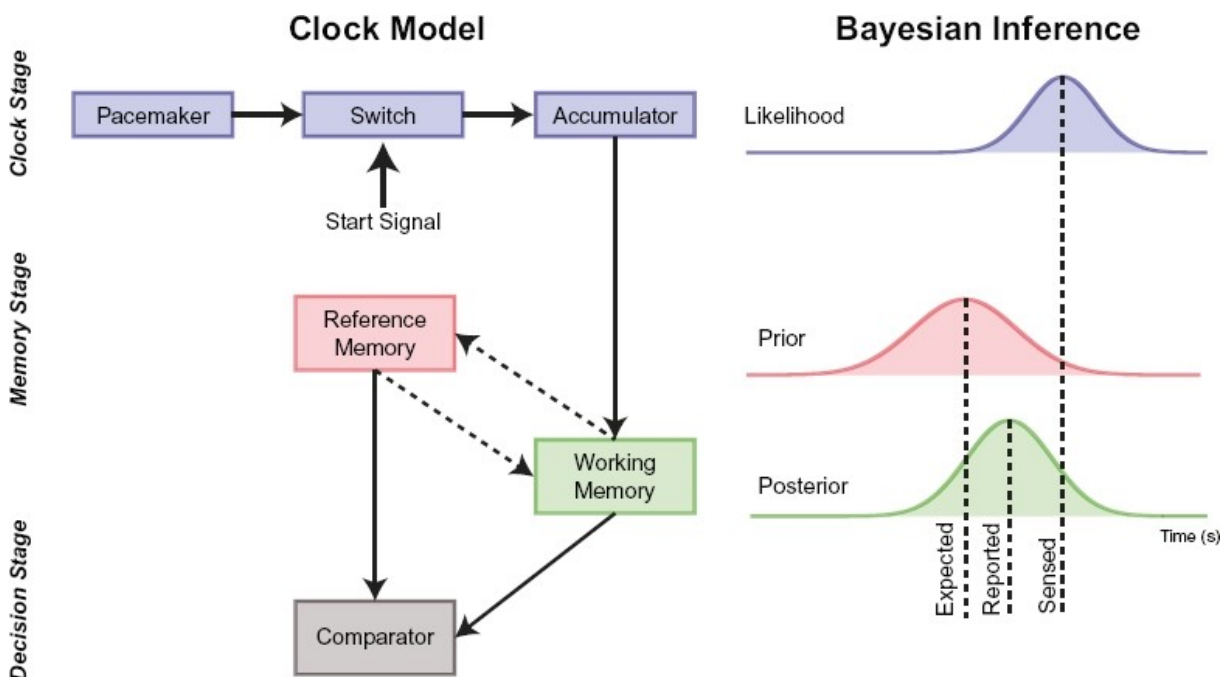 Clock Model
Bayesian Inference
Clock Stage
Pacemaker
Switch
Accumulator
Start Signal
Likelihood
Memory Stage
Reference
Memory
Working
Memory
Prior
Posterior
Time (s)
Expected
Reported
Sensed
Decision Stage
Comparator